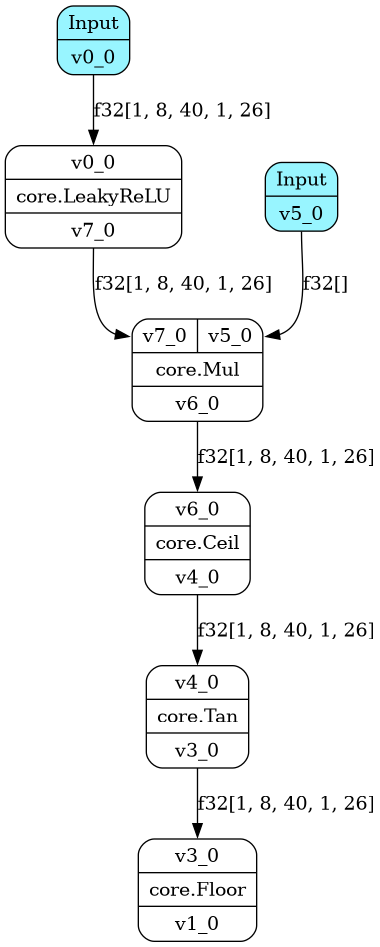 Input
v0_0
f32[1, 8, 40, 1, 26]
v0_0
core.LeakyReLU
v7_0
Input
v5_0
f32[1, 8, 40, 1, 26]
f32[]
v7_0 v5_0
core.Mul
v6_0
f32[1, 8, 40, 1, 26]
v6_0
core.Ceil
v4_0
f32[1, 8, 40, 1, 26]
v4_0
core.Tan
v3_0
f32[1, 8, 40, 1, 26]
v3_0
core.Floor
v1_0